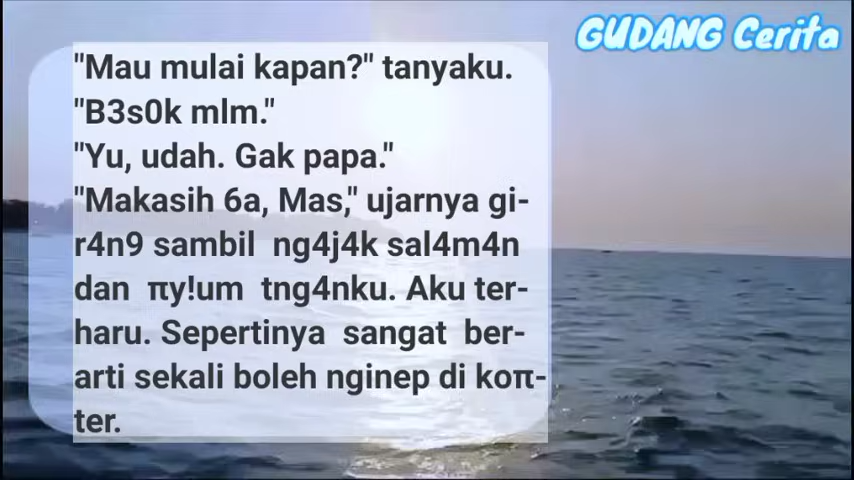 GUDANG Cerita
"Mau mulai kapan?" tanyaku.
"B3s0k mlm."
"Yu, udah. Gak papa."
"Makasih 6a, Mas," ujarnya gi-
r4n9 sambil ng4j4k sal4m4n
dan πy!um tng4nku. Aku ter-
haru. Sepertinya sangat ber-
arti sekali boleh nginep di koπ-
ter.